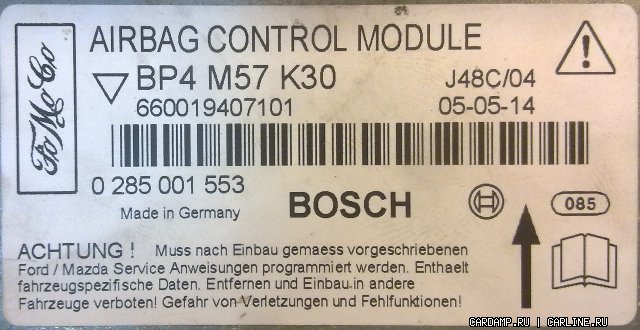 FoMoCo
AIRBAG CONTROL MODULE
BP4 M57 K30
J48C/04
660019407101
05-05-14
0 285 001 553
Made in Germany
BOSCH
085
ACHTUNG ! Muss nach Einbau gemaess vorgeschriebenen
Ford / Mazda Service Anweisungen programmiert werden. Enthaelt
fahrzeugspezifische Daten. Entfernen und Einbau.in andere
Fahrzeuge verboten! Gefahr von Verletzungen und Fehlfunktionen!
GARDAMP.RU | CARLINE.RU